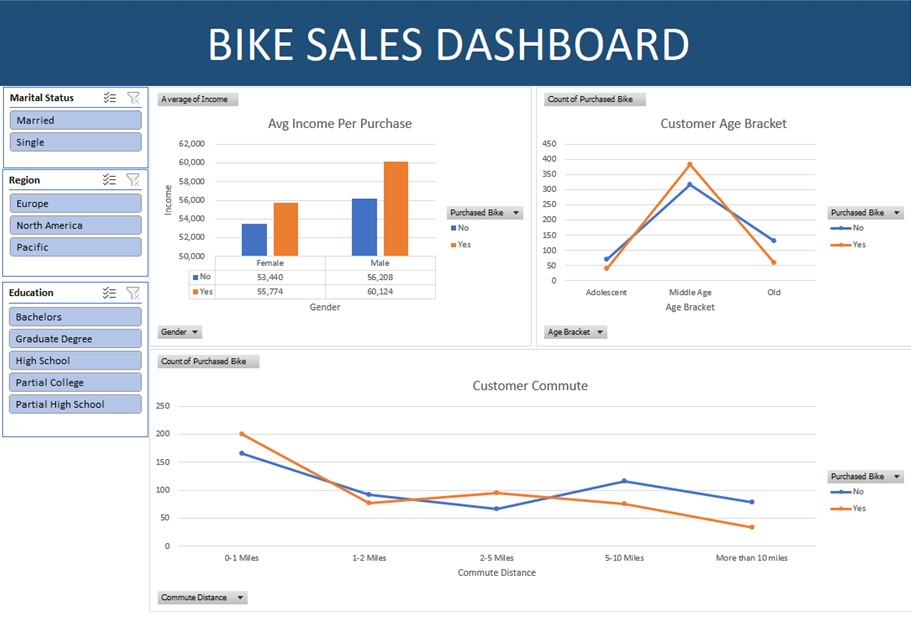 BIKE SALES DASHBOARD
Marital Status
Married
Single
Region
Europe
North America
Pacific
Education
Bachelors
Graduate Degree
High School
Partial College
Partial High School
Average of Income
Avg Income Per Purchase
62,000
60,000
58,000
56,000
54,000
52,000
50,000
Income
Female Male
No 53,440 56,208
Yes 55,774 60,124
Gender
Purchased Bike
No
Yes
Gender
Count of Purchased Bike
Customer Age Bracket
450
400
350
300
250
200
150
100
50
0
Adolescent Middle Age Old
Age Bracket
Purchased Bike
No
Yes
Age Bracket
Count of Purchased Bike
Customer Commute
250
200
150
100
50
0
0-1 Miles 1-2 Miles 2-5 Miles 5-10 Miles More than 10 miles
Commute Distance
Purchased Bike
No
Yes
Commute Distance